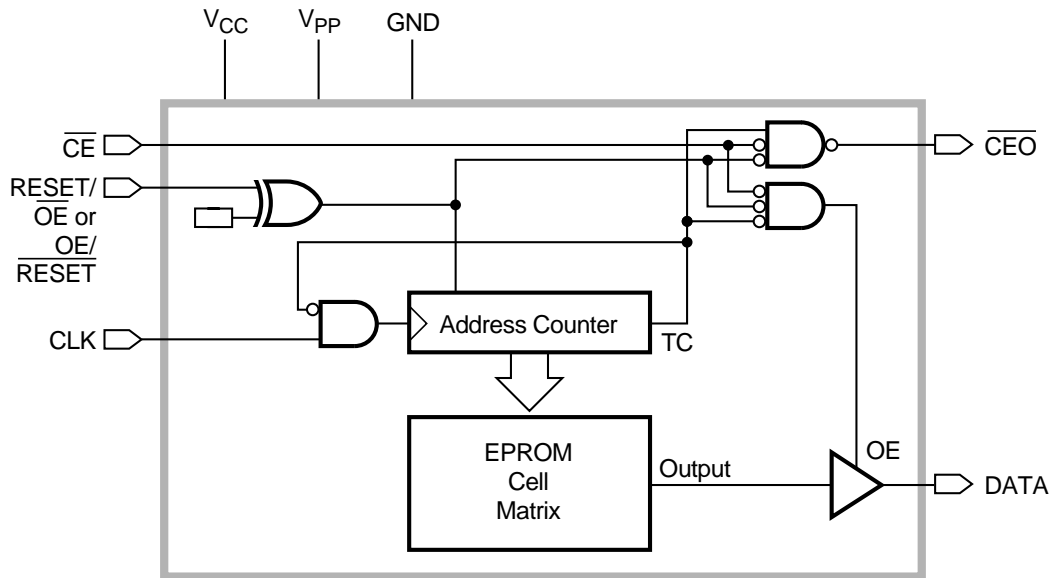 VCC
VPP
GND
CE
CEO
RESET/
OE or
OE/
RESET
CLK
Address Counter
TC
EPROM
Cell
Matrix
Output
OE
DATA